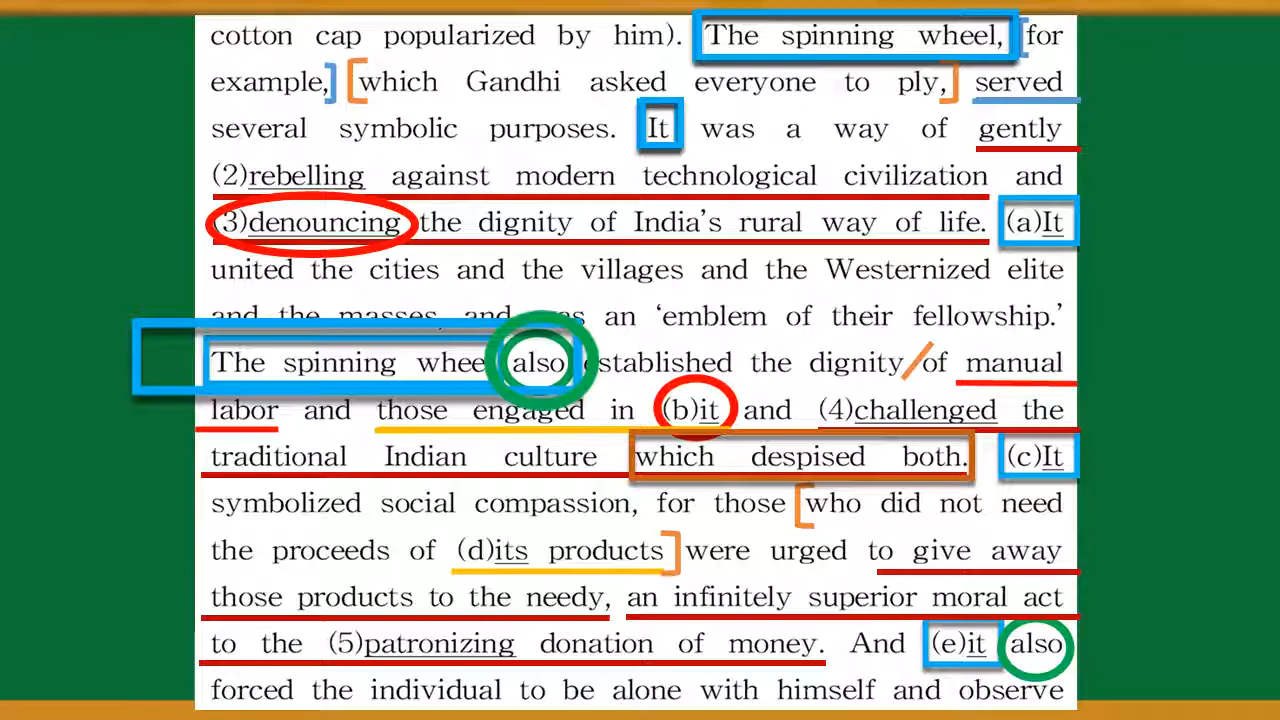 cotton cap popularized by him). The spinning wheel, for
example, which Gandhi asked everyone to ply, served
several symbolic purposes. It was a way of gently
(2)rebelling against modern technological civilization and
(3)denouncing the dignity of India's rural way of life. (a)It
united the cities and the villages and the Westernized elite
and the masses, and was an 'emblem of their fellowship.'
The spinning wheel also established the dignity of manual
labor and those engaged in (b)it and (4)challenged the
traditional Indian culture which despised both. (c)It
symbolized social compassion, for those who did not need
the proceeds of (d)its products were urged to give away
those products to the needy, an infinitely superior moral act
to the (5)patronizing donation of money. And (e)it also
forced the individual to be alone with himself and observe